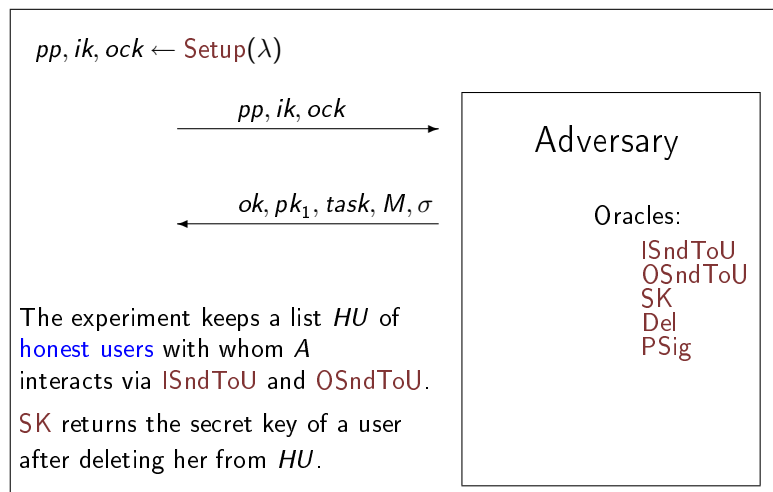 pp, ik, ock ← Setup(λ)
pp, ik, ock
Adversary
ok, pk₁, task, M, σ
Oracles:
ISndToU
OSndToU
SK
Del
PSig
The experiment keeps a list HU of
honest users with whom A
interacts via ISndToU and OSndToU.
SK returns the secret key of a user
after deleting her from HU.